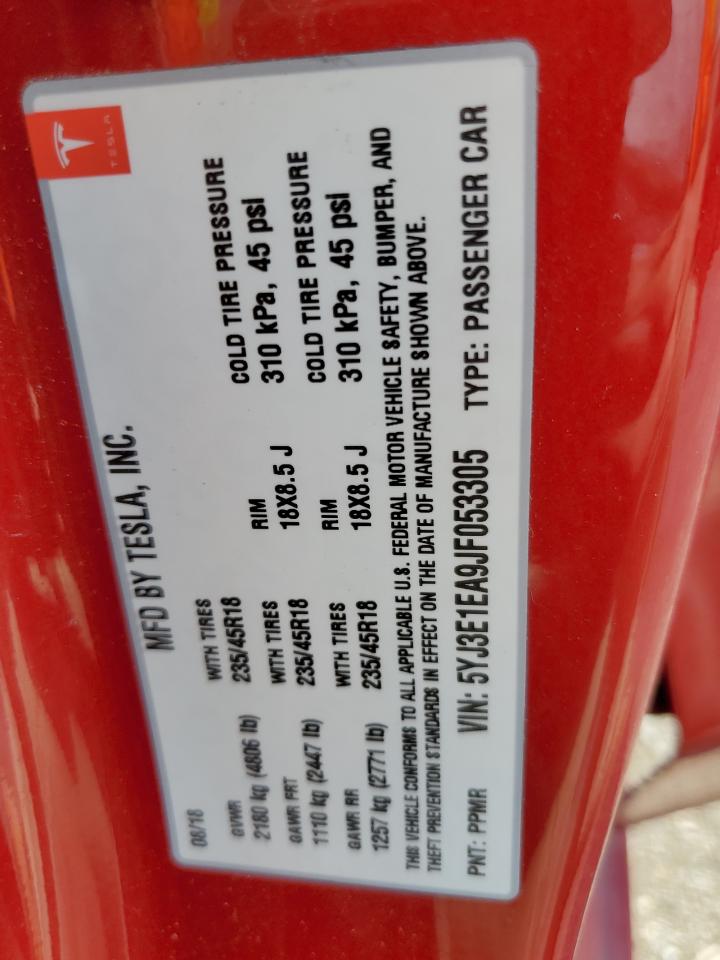 TESLA
MFD BY TESLA, INC.
08/18
GVWR WITH TIRES RIM COLD TIRE PRESSURE
2180 kg (4806 lb) 235/45R18 18X8.5 J 310 kPa, 45 psi
GAWR FRT WITH TIRES RIM COLD TIRE PRESSURE
1110 kg (2447 lb) 235/45R18 18X8.5 J 310 kPa, 45 psi
GAWR RR WITH TIRES
1257 kg (2771 lb) 235/45R18
THIS VEHICLE CONFORMS TO ALL APPLICABLE U.S. FEDERAL MOTOR VEHICLE SAFETY, BUMPER, AND
THEFT PREVENTION STANDARDS IN EFFECT ON THE DATE OF MANUFACTURE SHOWN ABOVE.
PNT: PPMR VIN: 5YJ3E1EA9JF053305 TYPE: PASSENGER CAR